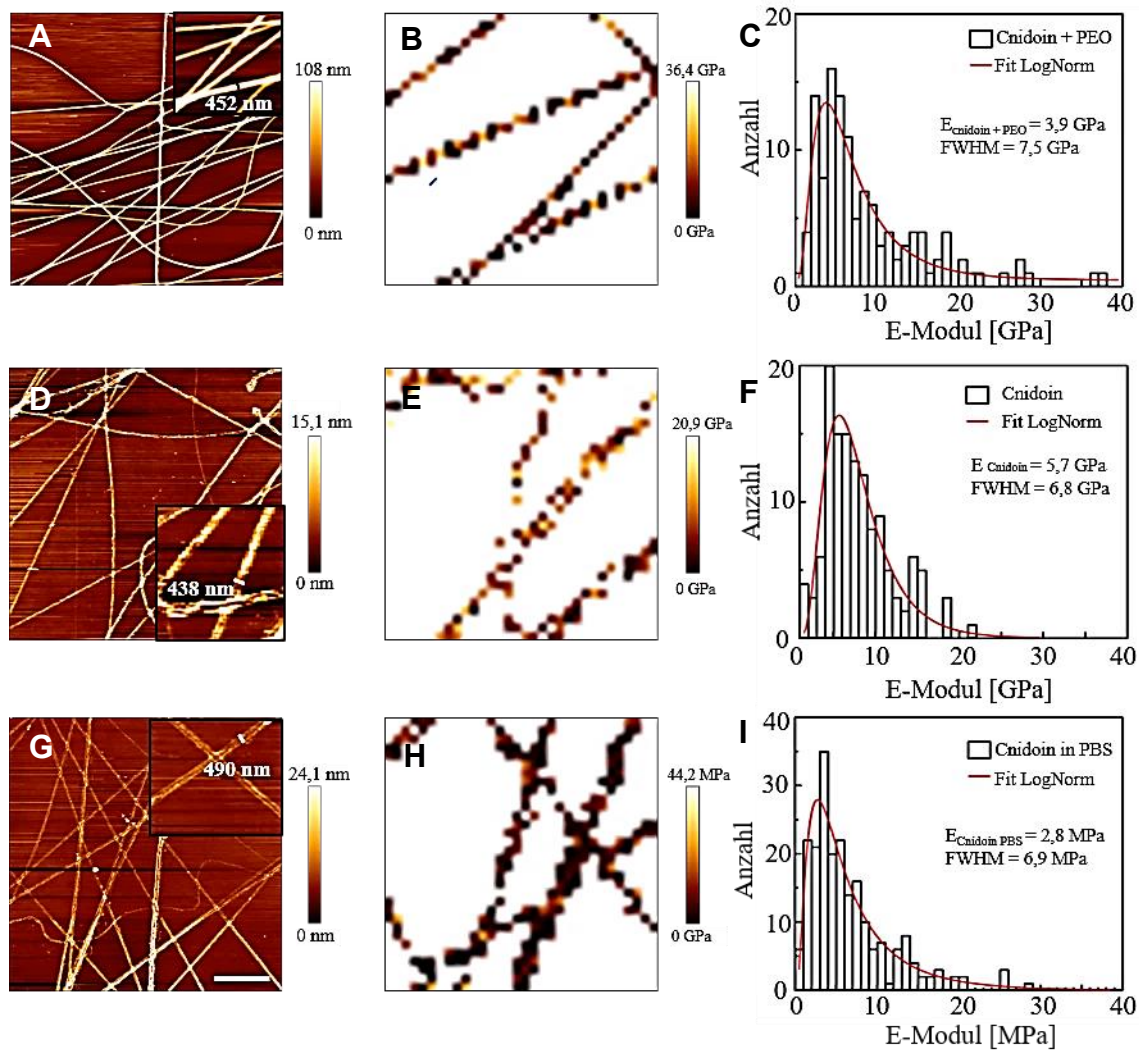 A
452 nm
108 nm
0 nm
B
36,4 GPa
0 GPa
C
20
10
0
Anzahl
Cnidoin + PEO
Fit LogNorm
Ecnidoin + PEO = 3,9 GPa
FWHM = 7,5 GPa
0 10 20 30 40
E-Modul [GPa]
D
438 nm
15,1 nm
0 nm
E
20,9 GPa
0 GPa
F
20
10
0
Anzahl
Cnidoin
Fit LogNorm
E Cnidoin = 5,7 GPa
FWHM = 6,8 GPa
0 10 20 30 40
E-Modul [GPa]
G
490 nm
24,1 nm
0 nm
H
44,2 MPa
0 GPa
I
40
30
20
10
0
Anzahl
Cnidoin in PBS
Fit LogNorm
ECnidoin PBS = 2,8 MPa
FWHM = 6,9 MPa
0 10 20 30 40
E-Modul [MPa]